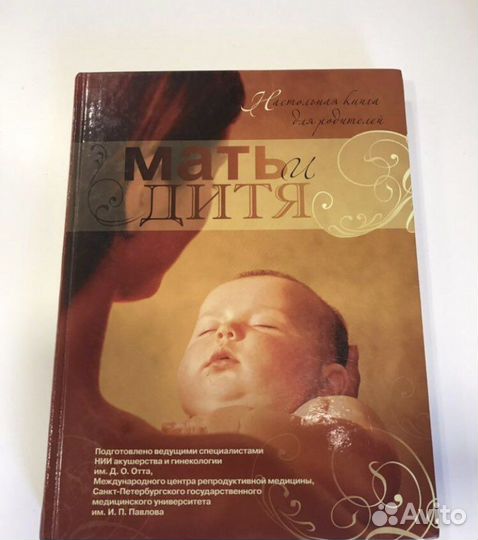 Настольная книга
для родителей
мать и
ДИТЯ
Подготовлено ведущими специалистами
НИИ акушерства и гинекологии
им. Д. О. Отта,
Международного центра репродуктивной медицины,
Санкт-Петербургского государственного
медицинского университета
им. И. П. Павлова
Avito